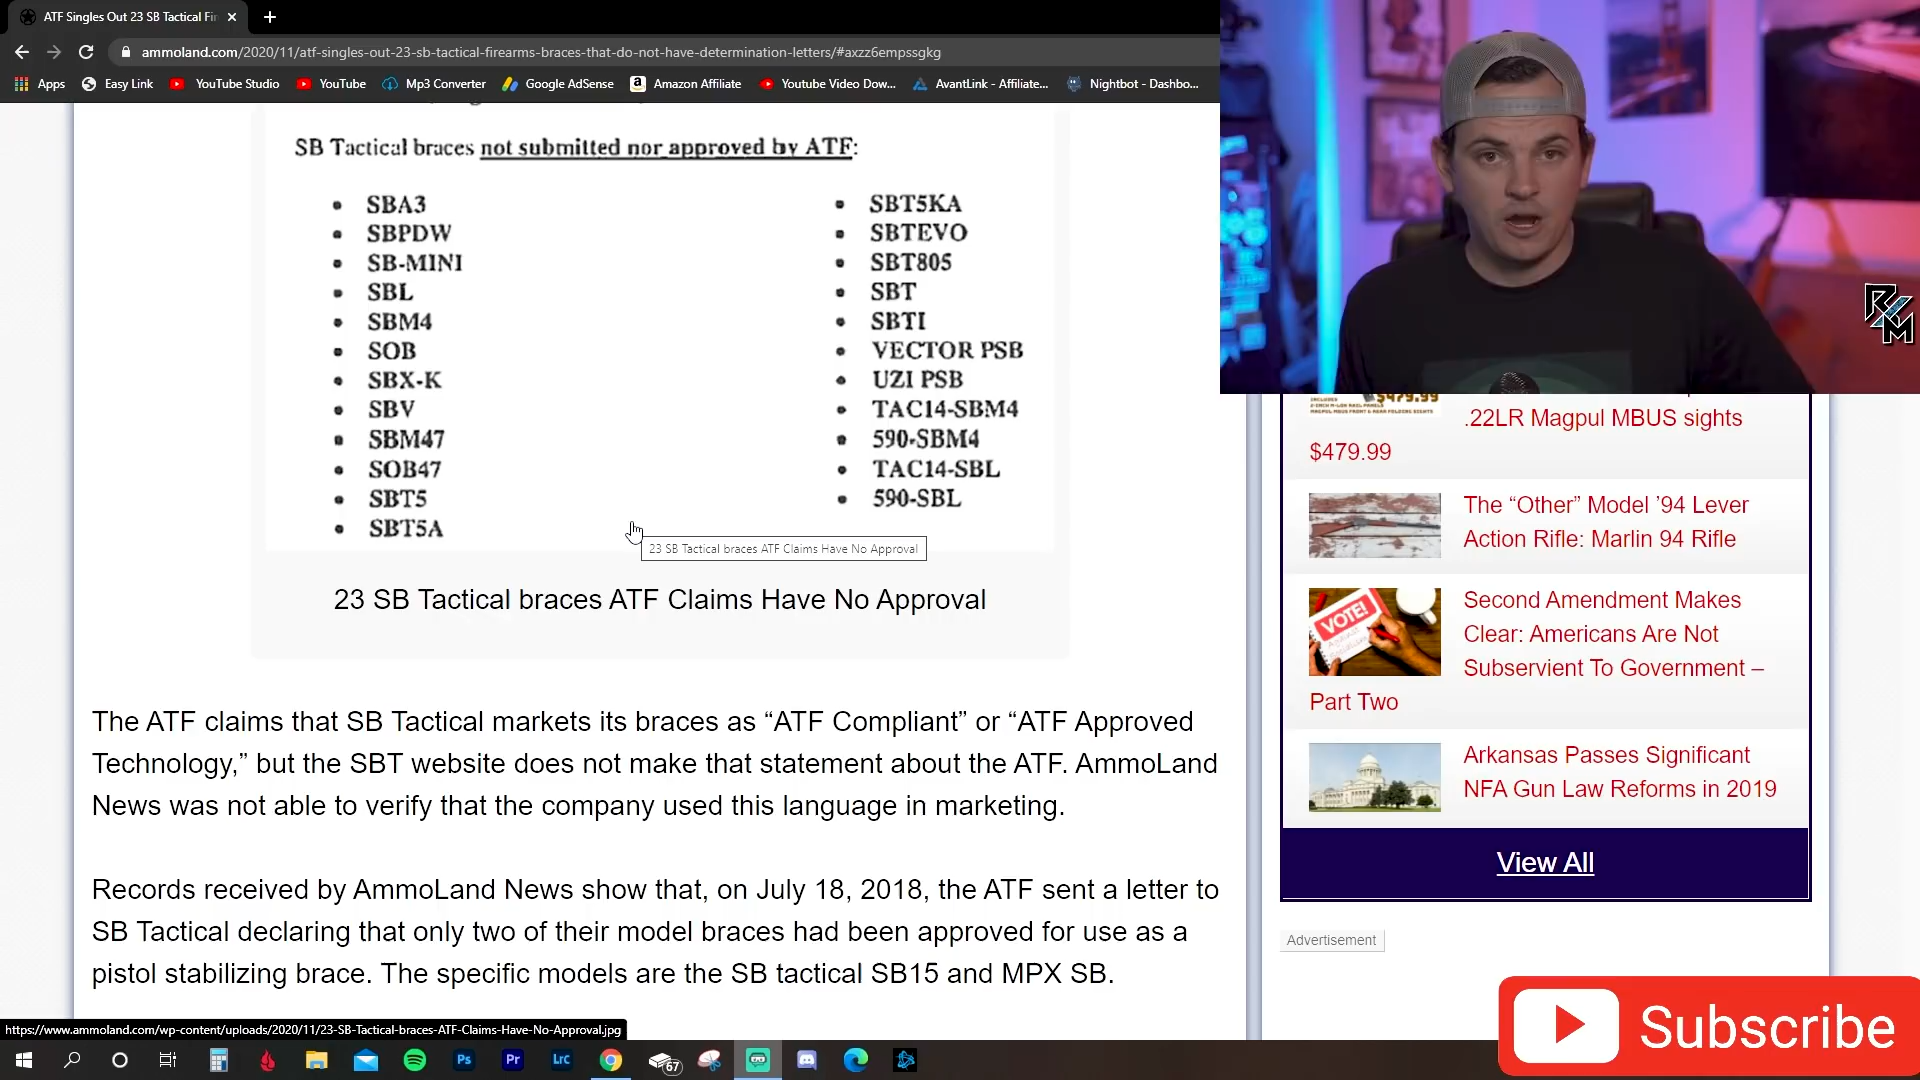 ATF Singles Out 23 SB Tactical Fir
ammoland.com/2020/11/atf-singles-out-23-sb-tactical-firearms-braces-that-do-not-have-determination-letters/#axzz6empssgkg
Apps
Easy Link
YouTube Studio
YouTube
Mp3 Converter
Google AdSense
Amazon Affiliate
Youtube Video Dow...
AvantLink - Affiliate...
Nightbot - Dashbo...
SB Tactical braces not submitted nor approved by ATF:
SBA3
SBPDW
SB-MINI
SBL
SBM4
SOB
SBX-K
SBV
SBM47
SOB47
SBT5
SBT5A
SBT5KA
SBTEVO
SBT805
SBT
SBTI
VECTOR PSB
UZI PSB
TAC14-SBM4
590-SBM4
TAC14-SBL
590-SBL
23 SB Tactical braces ATF Claims Have No Approval
23 SB Tactical braces ATF Claims Have No Approval
The ATF claims that SB Tactical markets its braces as “ATF Compliant” or “ATF Approved
Technology,” but the SBT website does not make that statement about the ATF. AmmoLand
News was not able to verify that the company used this language in marketing.
Records received by AmmoLand News show that, on July 18, 2018, the ATF sent a letter to
SB Tactical declaring that only two of their model braces had been approved for use as a
pistol stabilizing brace. The specific models are the SB tactical SB15 and MPX SB.
RKM
$479.99
.22LR Magpul MBUS sights
$479.99
The “Other” Model ’94 Lever
Action Rifle: Marlin 94 Rifle
VOTE!
Second Amendment Makes
Clear: Americans Are Not
Subservient To Government –
Part Two
Arkansas Passes Significant
NFA Gun Law Reforms in 2019
View All
Advertisement
Subscribe
https://www.ammoland.com/wp-content/uploads/2020/11/23-SB-Tactical-braces-ATF-Claims-Have-No-Approval.jpg
Ps
Pr
Lrc
67